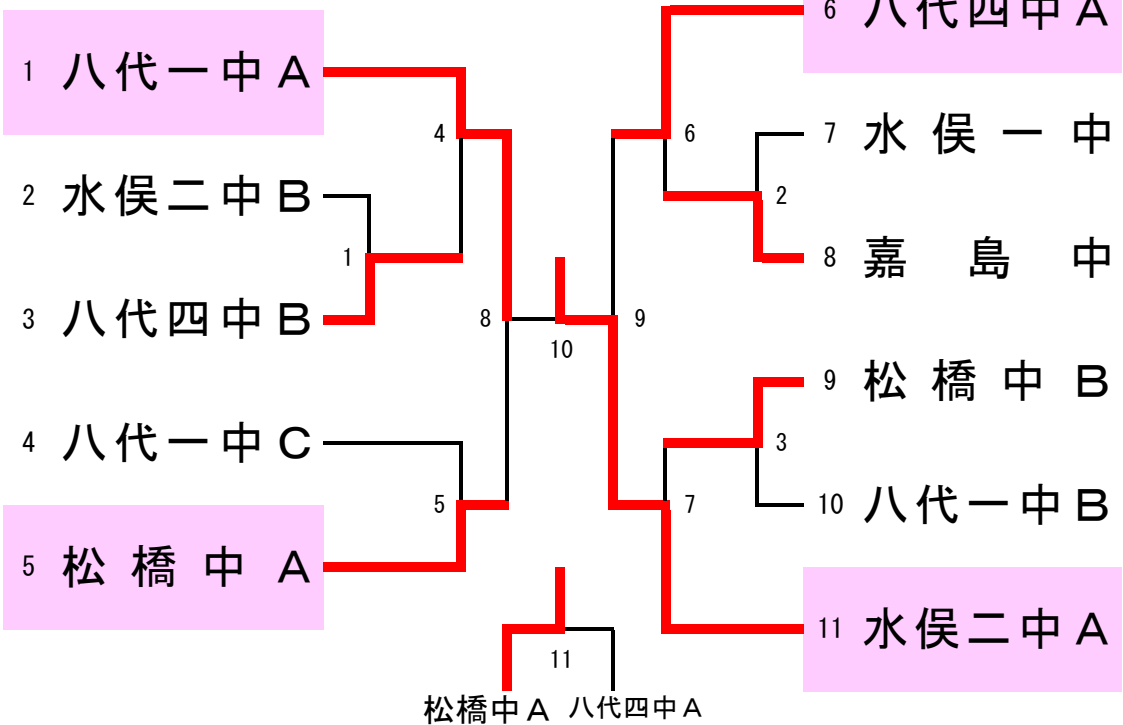 1 八代一中A
2 水俣二中B
3 八代四中B
4 八代一中C
5 松橋中A
4
1
8
5
10
9
6
2
3
7
6 八代四中A
7 水俣一中
8 嘉島中
9 松橋中B
10 八代一中B
11 水俣二中A
11
松橋中A 八代四中A